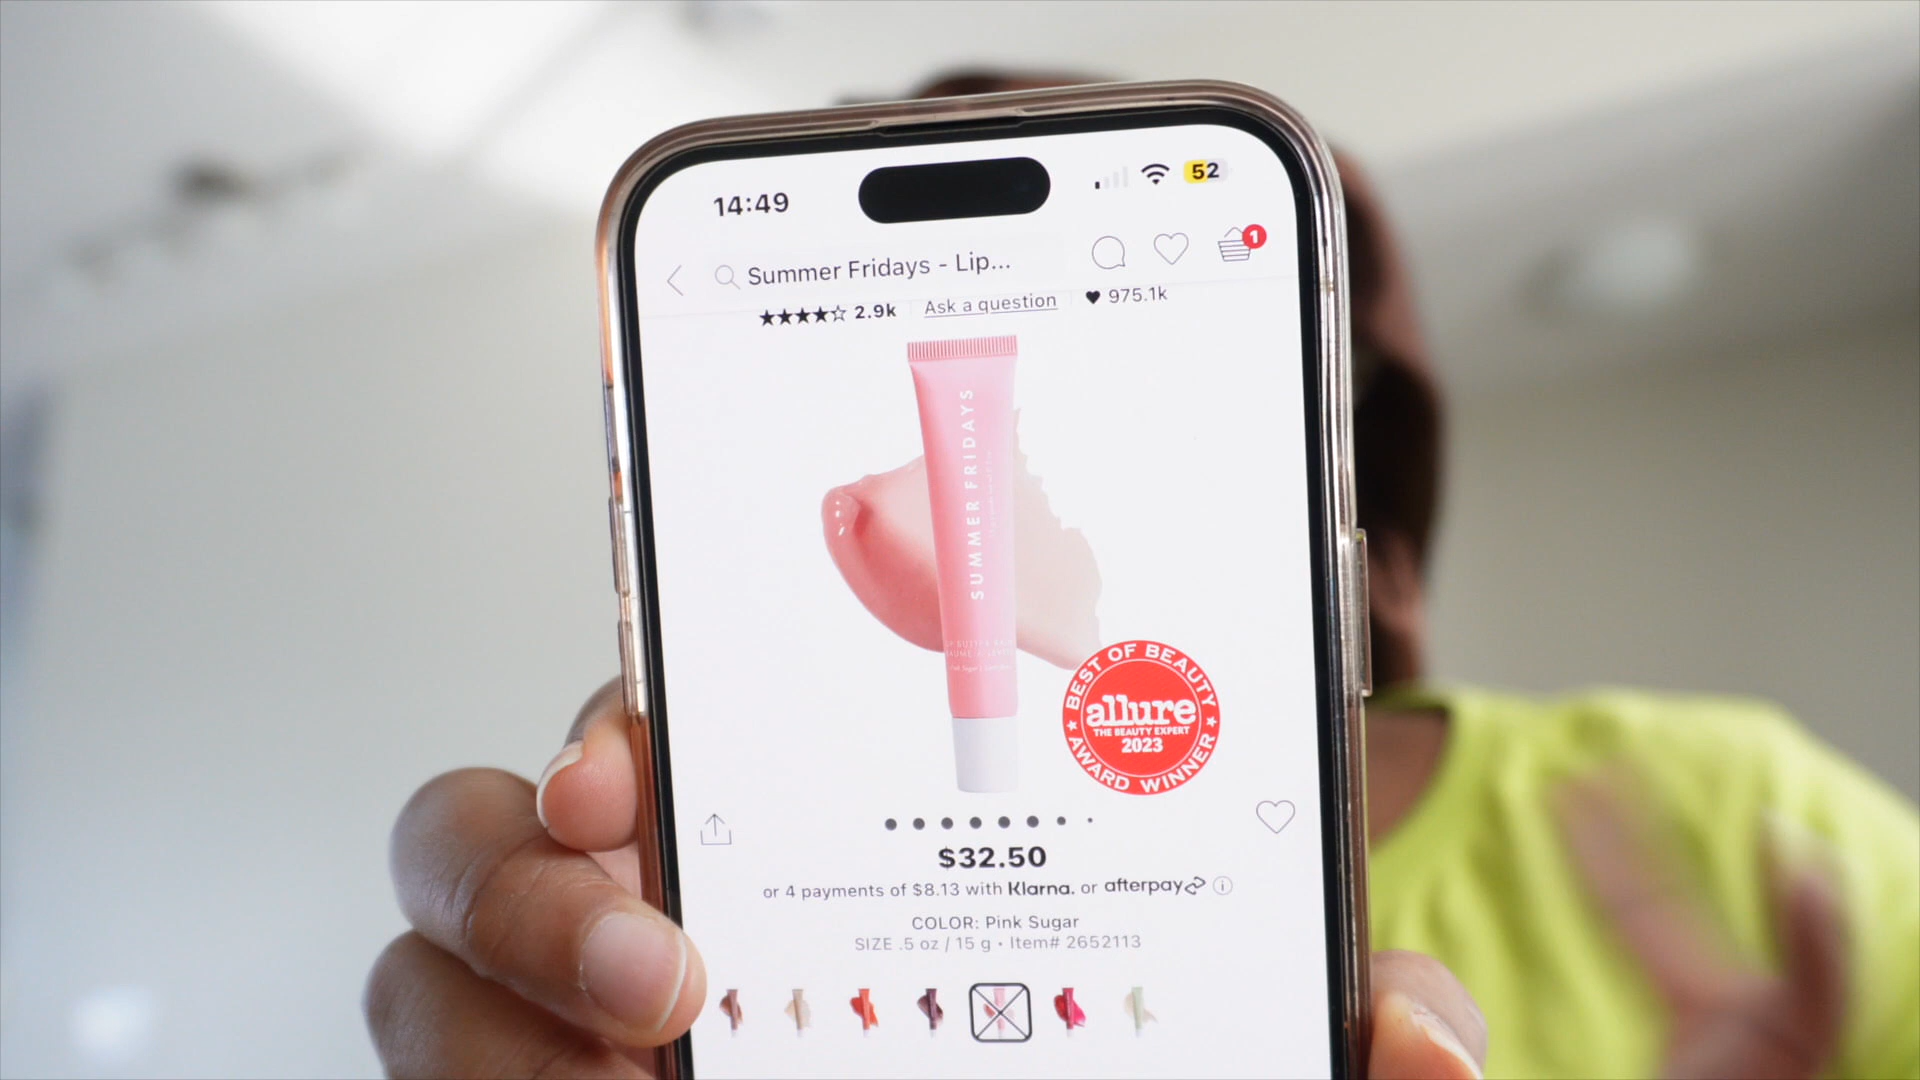 14:49
52
Summer Fridays - Lip...
1
2.9k
Ask a question
975.1k
SUMMER FRIDAYS
BEST OF BEAUTY
allure
THE BEAUTY EXPERT
2023
AWARD WINNER
$32.50
or 4 payments of $8.13 with Klarna. or afterpay
COLOR: Pink Sugar
SIZE .5 oz / 15 g • Item# 2652113